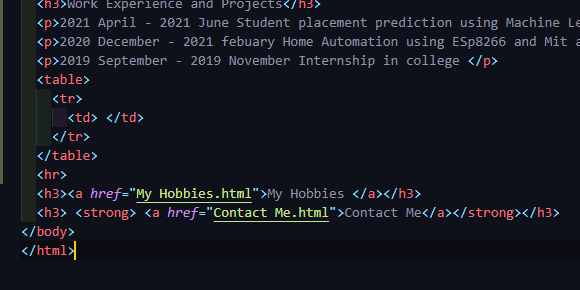 <h3>Work Experience and Projects</h3>
<p>2021 April - 2021 June Student placement prediction using Machine Le
<p>2020 December - 2021 febuary Home Automation using ESp8266 and Mit a
<p>2019 September - 2019 November Internship in college </p>
<table>
<tr>
<td> </td>
</tr>
</table>
<hr>
<h3><a href="My Hobbies.html">My Hobbies </a></h3>
<h3> <strong> <a href="Contact Me.html">Contact Me</a></strong></h3>
</body>
</html>